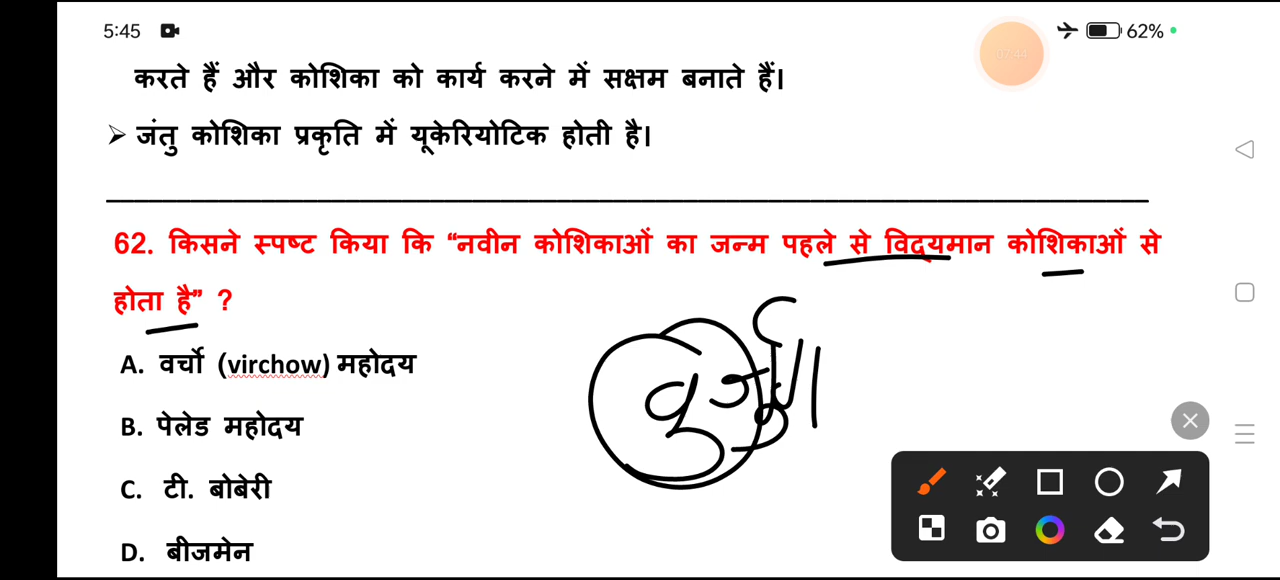 5:45 62%
करते हैं और कोशिका को कार्य करने में सक्षम बनाते हैं।
➢ जंतु कोशिका प्रकृति में यूकेरियोटिक होती है।
62. किसने स्पष्ट किया कि “नवीन कोशिकाओं का जन्म पहले से विद्यमान कोशिकाओं से
होता है” ?
A. वर्चो (virchow) महोदय
B. पेलेड महोदय
C. टी. बोबेरी
D. बीजमेन